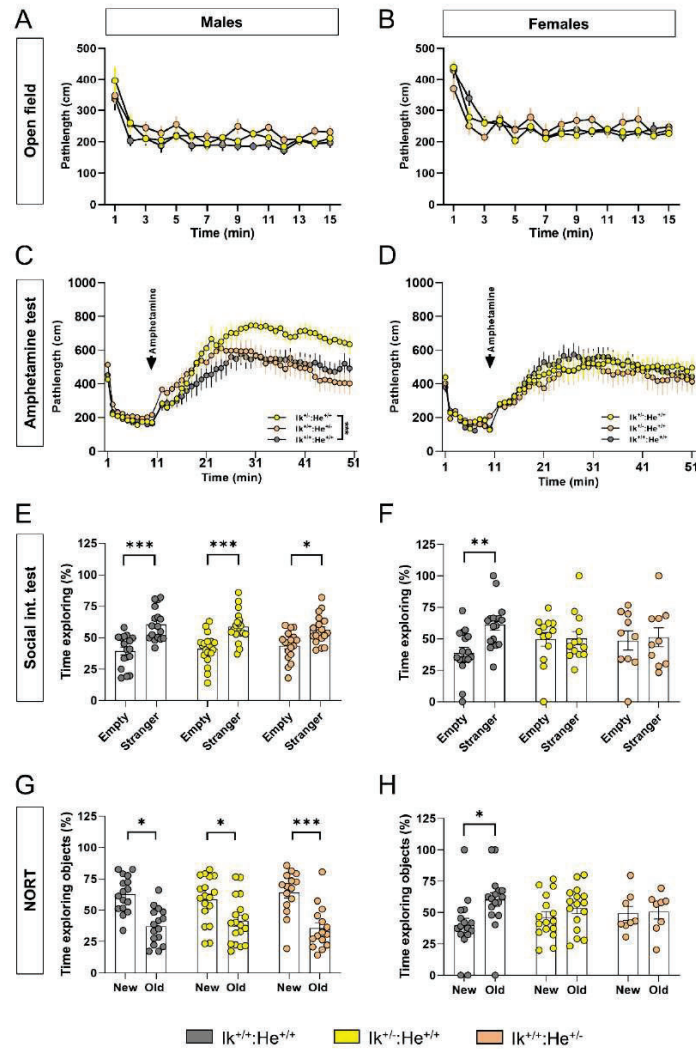 A
Males
B
Females
Open field
Pathlength (cm)
500
400
300
200
100
0
1 3 5 7 9 11 13 15
Time (min)
Pathlength (cm)
500
400
300
200
100
0
1 3 5 7 9 11 13 15
Time (min)
C
D
Amphetamine test
Pathlength (cm)
1000
800
600
400
200
0
Amphetamine
Ik+/-:He+/+
Ik+/+:He+/-
Ik+/+:He+/+
***
1 11 21 31 41 51
Time (min)
Pathlength (cm)
1000
800
600
400
200
0
Amphetamine
Ik+/-:He+/+
Ik+/+:He+/-
Ik+/+:He+/+
1 11 21 31 41 51
Time (min)
E
F
Social int. test
Time exploring (%)
125
100
75
50
25
0
*** *** *
Empty Stranger Empty Stranger Empty Stranger
Time exploring (%)
125
100
75
50
25
0
**
Empty Stranger Empty Stranger Empty Stranger
G
H
NORT
Time exploring objects (%)
125
100
75
50
25
0
* * ***
New Old New Old New Old
Time exploring objects (%)
125
100
75
50
25
0
*
New Old New Old New Old
Ik+/+:He+/+ Ik+/-:He+/+ Ik+/+:He+/-